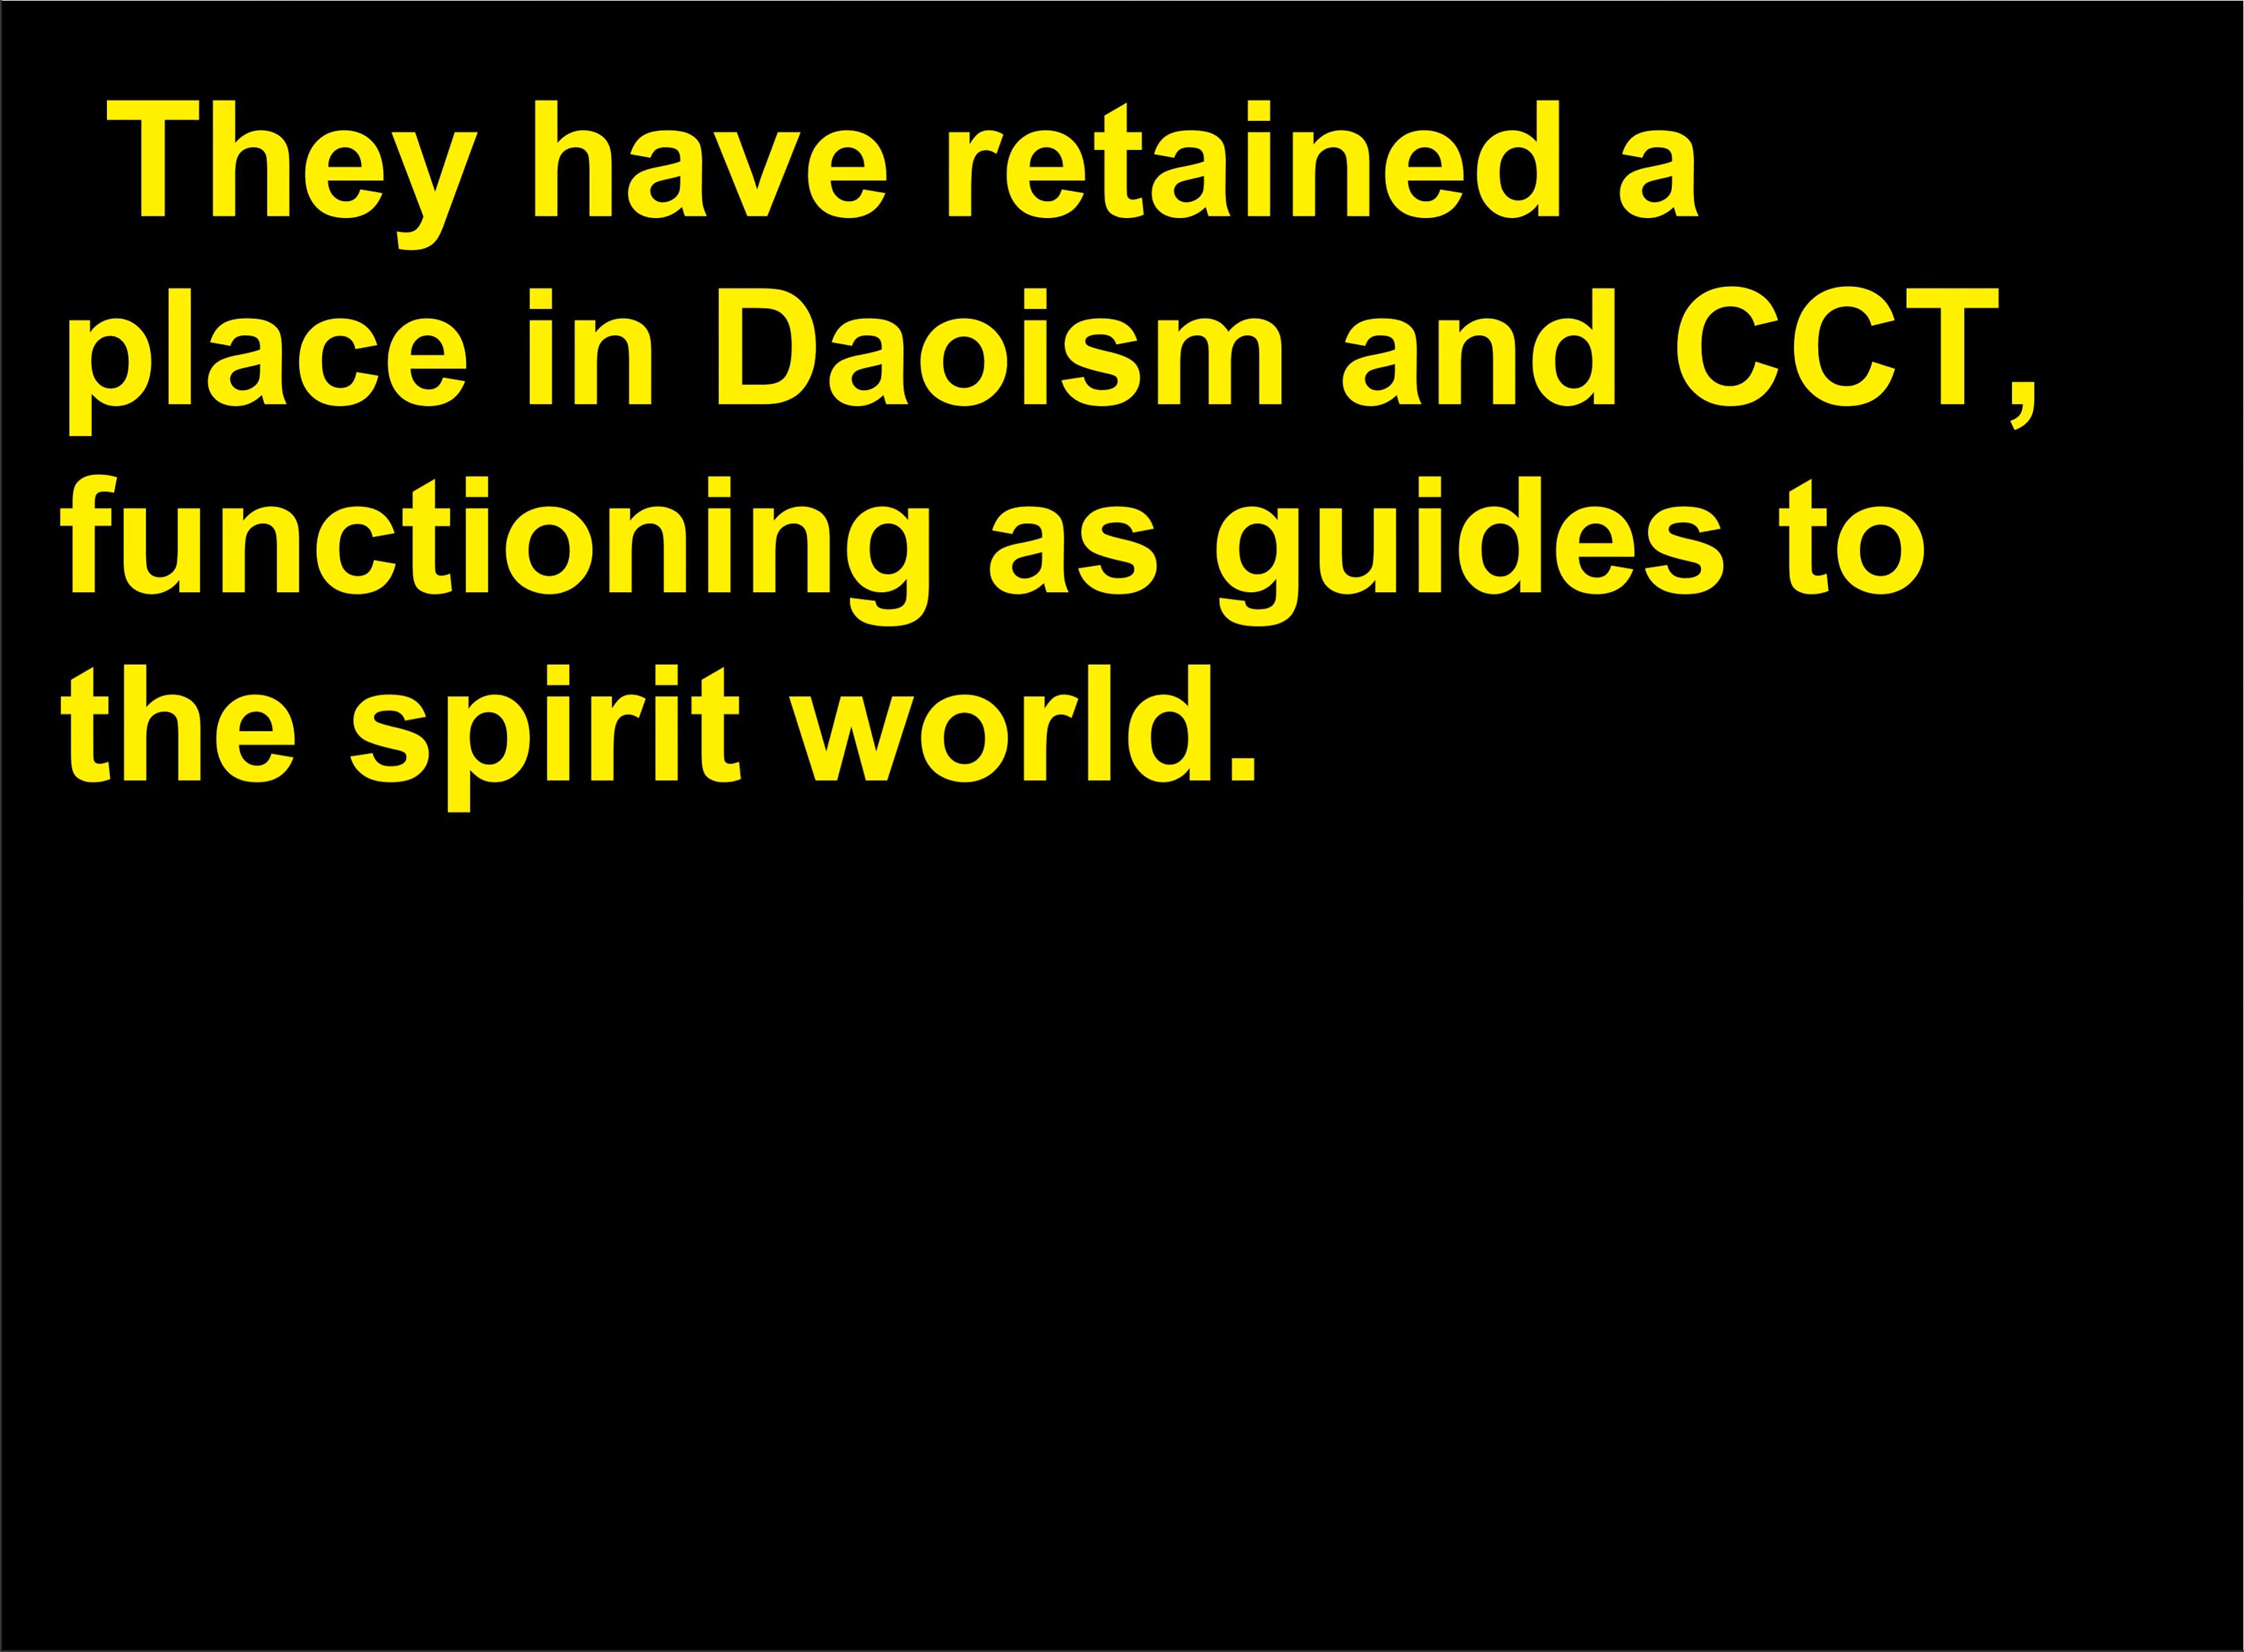 They have retained a
place in Daoism and CCT,
functioning as guides to
the spirit world.